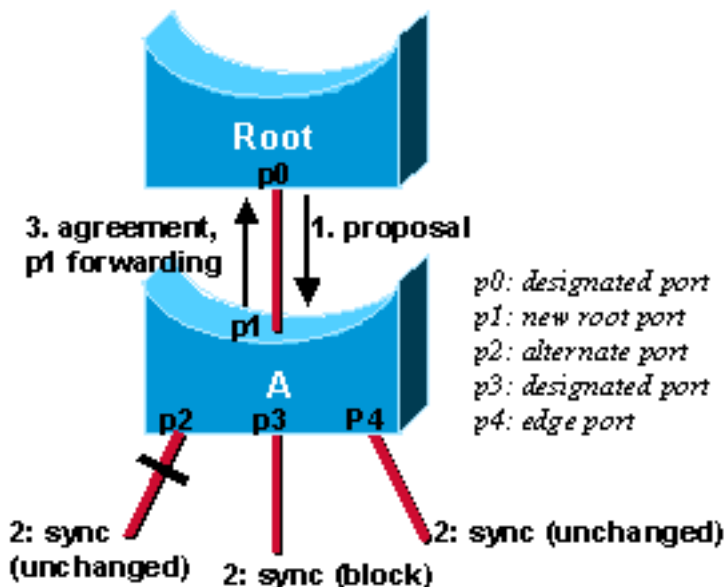 Root
p0
3. agreement,
p1 forwarding
1. proposal
p1
A
p2
p3
P4
p0: designated port
p1: new root port
p2: alternate port
p3: designated port
p4: edge port
2: sync
(unchanged)
2: sync (block)
2: sync (unchanged)